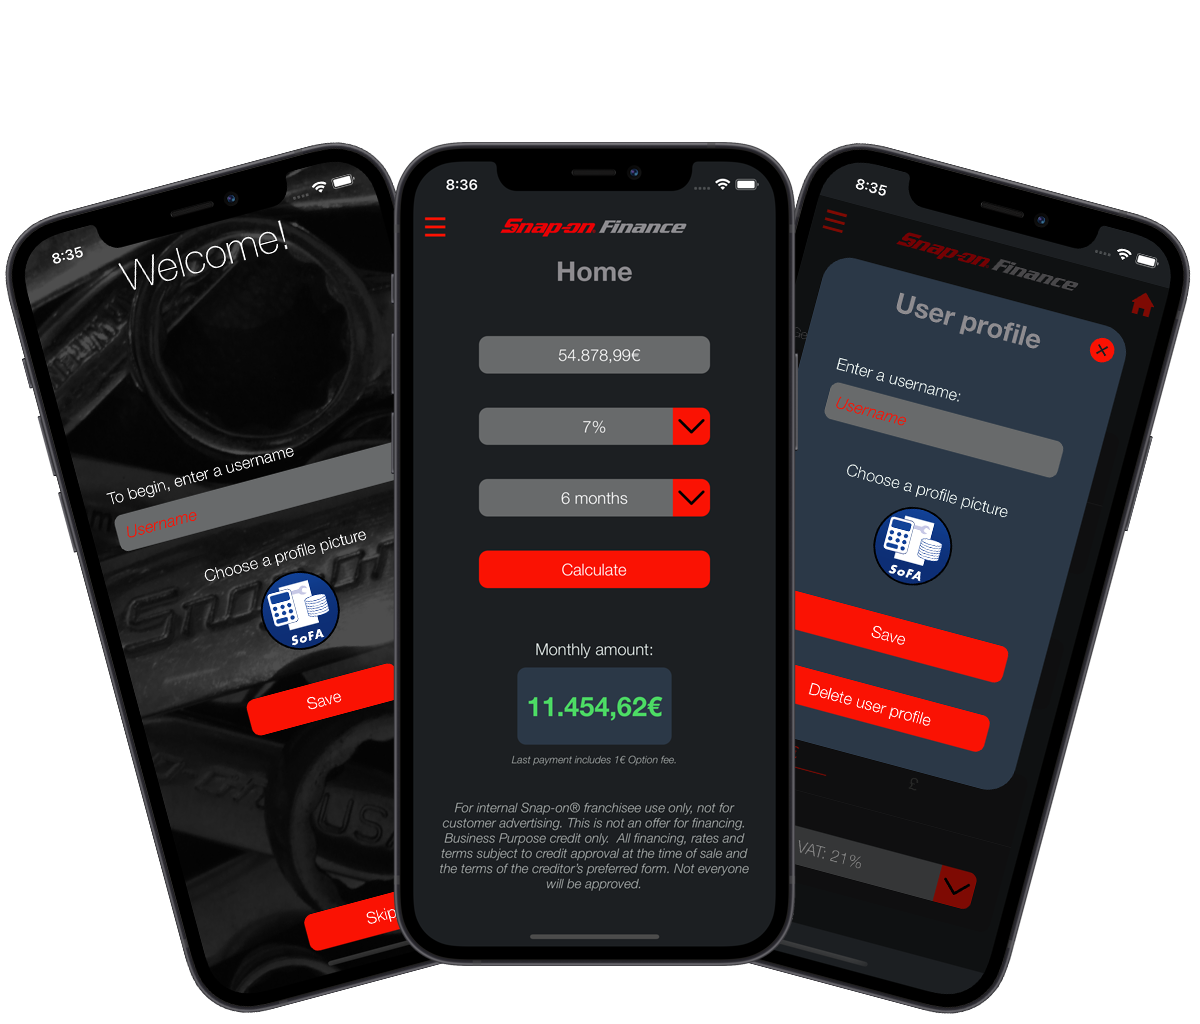 8:35
Welcome!
To begin, enter a username
Username
Choose a profile picture
SoFA
Save
Skip
8:36
Snap-on Finance
Home
54.878,99€
7%
6 months
Calculate
Monthly amount:
11.454,62€
Last payment includes 1€ Option fee.
For internal Snap-on® franchisee use only, not for
customer advertising. This is not an offer for financing.
Business Purpose credit only. All financing, rates and
terms subject to credit approval at the time of sale and
the terms of the creditor's preferred form. Not everyone
will be approved.
8:35
Snap-on Finance
User profile
Enter a username:
Username
Choose a profile picture
SoFA
Save
Delete user profile
£
VAT: 21%